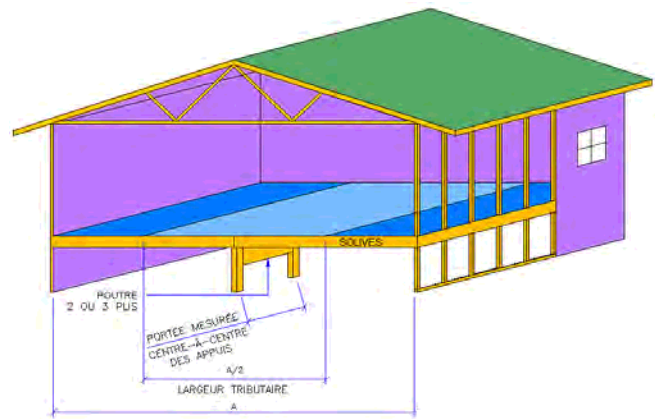 SOLIVES
POUTRE
2 OU 3 PLIS
PORTÉE MESURÉE
CENTRE-À-CENTRE
DES APPUIS
A/2
LARGEUR TRIBUTAIRE
A